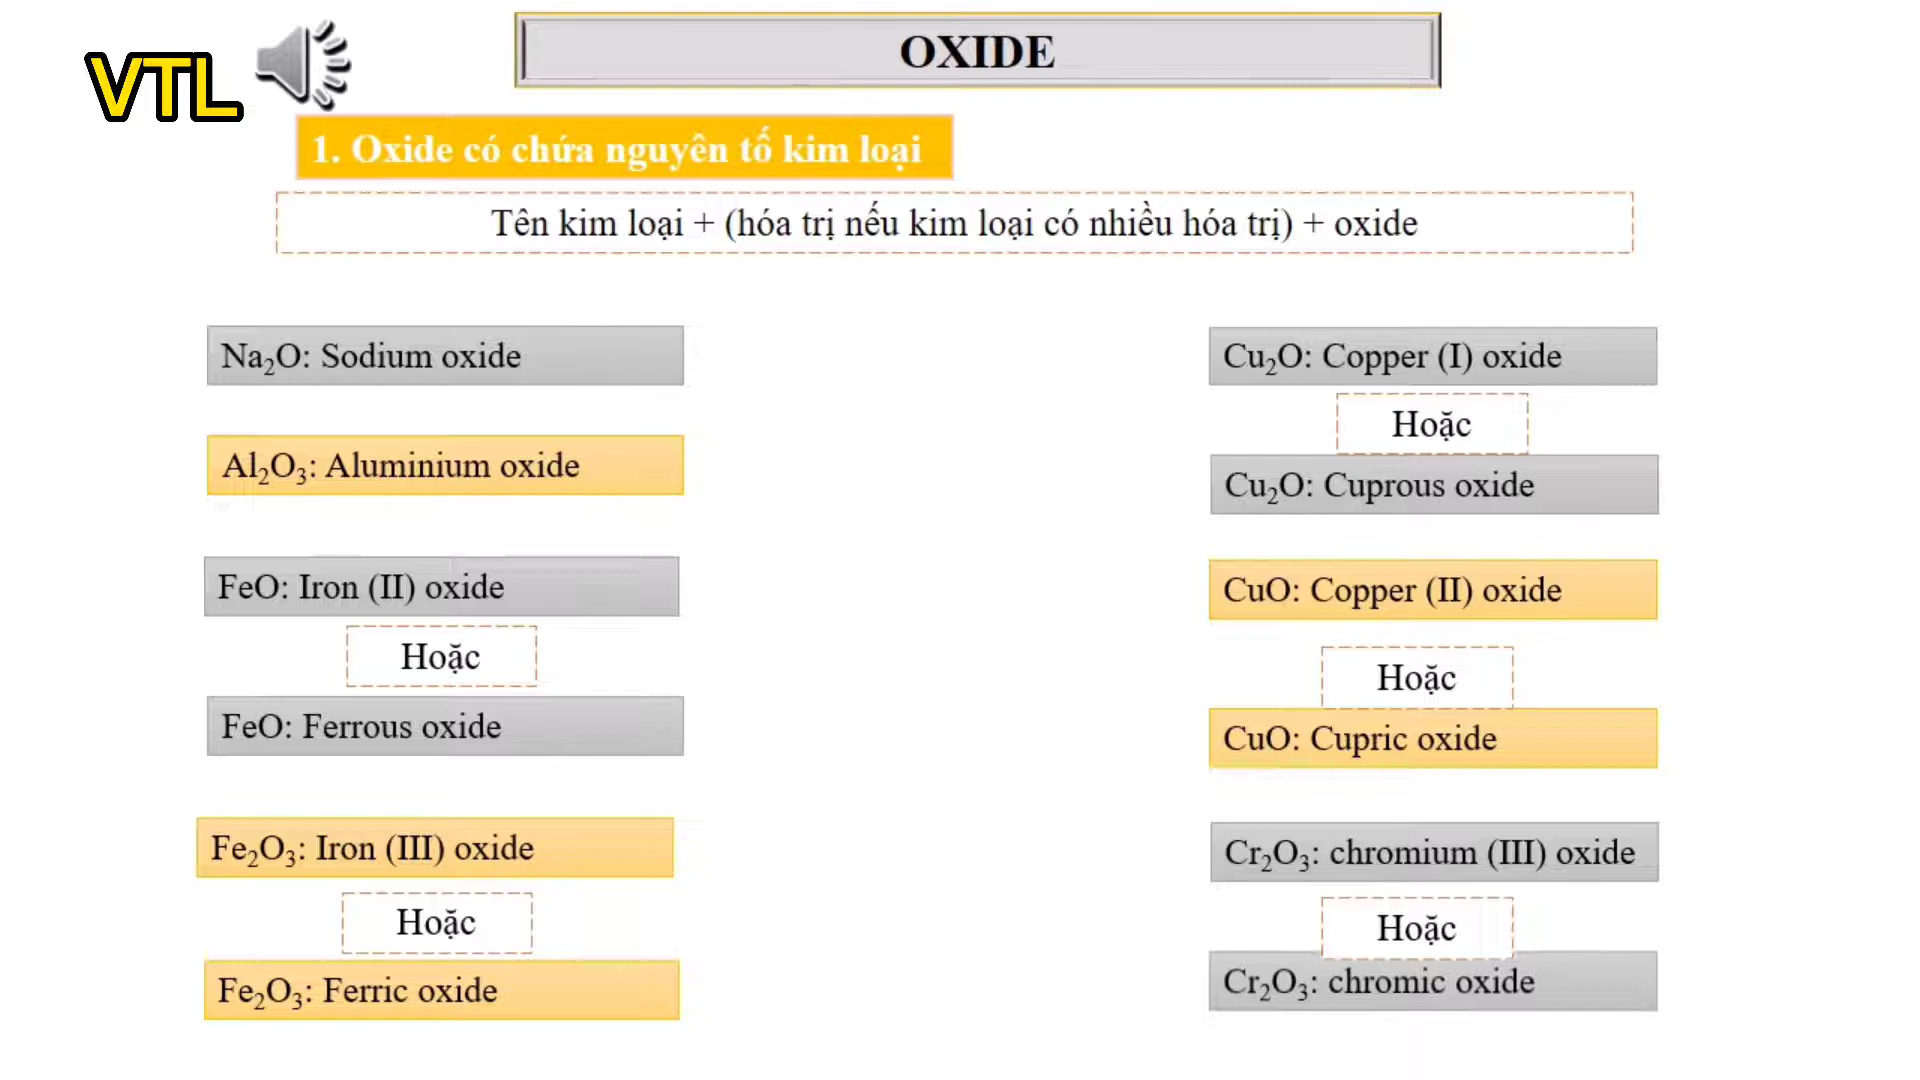 VTL
OXIDE
1. Oxide có chứa nguyên tố kim loại
Tên kim loại + (hóa trị nếu kim loại có nhiều hóa trị) + oxide
Na₂O: Sodium oxide
Al₂O₃: Aluminium oxide
FeO: Iron (II) oxide
Hoặc
FeO: Ferrous oxide
Fe₂O₃: Iron (III) oxide
Hoặc
Fe₂O₃: Ferric oxide
Cu₂O: Copper (I) oxide
Hoặc
Cu₂O: Cuprous oxide
CuO: Copper (II) oxide
Hoặc
CuO: Cupric oxide
Cr₂O₃: chromium (III) oxide
Hoặc
Cr₂O₃: chromic oxide